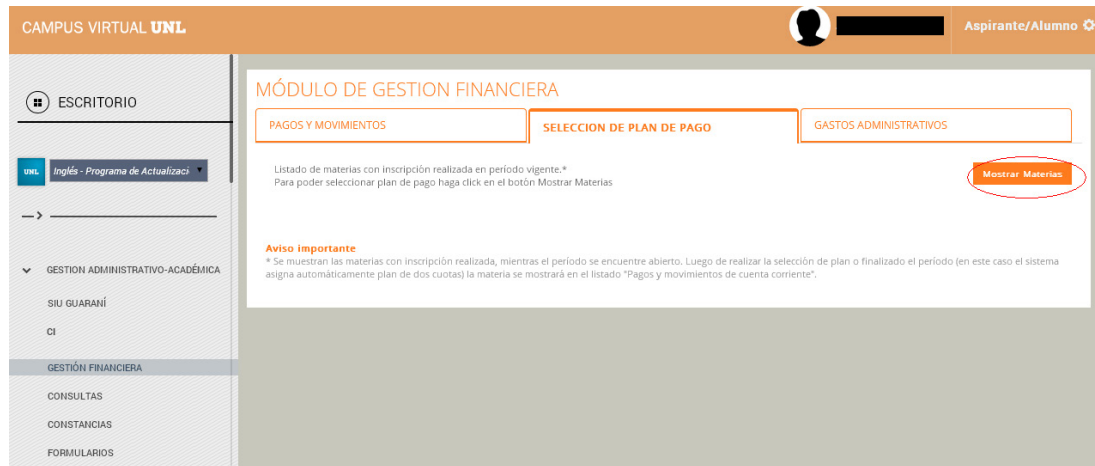 CAMPUS VIRTUAL UNL
Aspirante/Alumno
ESCRITORIO
UNL
Inglés - Programa de Actualizaci
GESTION ADMINISTRATIVO-ACADÉMICA
SIU GUARANÍ
CI
GESTIÓN FINANCIERA
CONSULTAS
CONSTANCIAS
FORMULARIOS
MÓDULO DE GESTION FINANCIERA
PAGOS Y MOVIMIENTOS
SELECCION DE PLAN DE PAGO
GASTOS ADMINISTRATIVOS
Listado de materias con inscripción realizada en período vigente.*
Para poder seleccionar plan de pago haga click en el botón Mostrar Materias
Mostrar Materias
Aviso importante
* Se muestran las materias con inscripción realizada, mientras el período se encuentre abierto. Luego de realizar la selección de plan o finalizado el período (en este caso el sistema
asigna automáticamente plan de dos cuotas) la materia se mostrará en el listado "Pagos y movimientos de cuenta corriente".